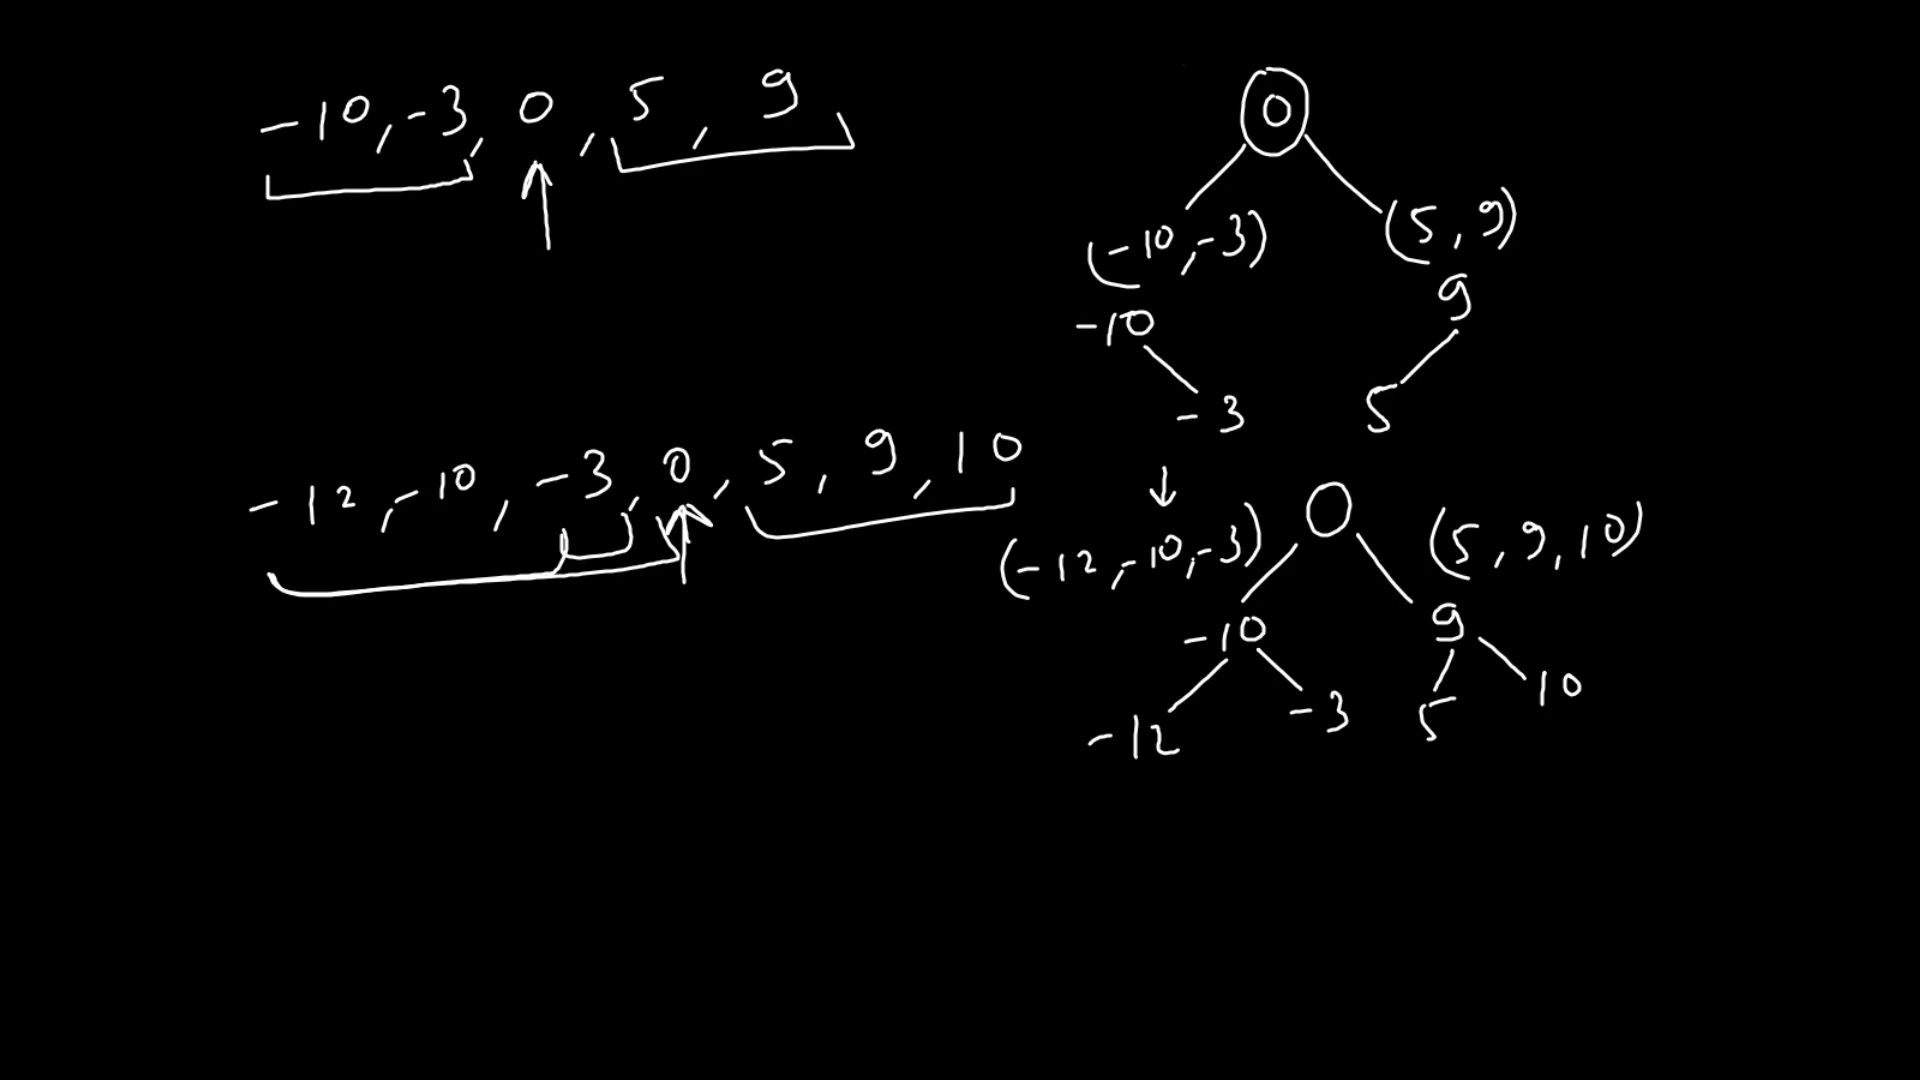 -10, -3, 0, 5, 9
0
(-10, -3) (5, 9)
-10 9
-3 5
-12, -10, -3, 0, 5, 9, 10
0
(-12, -10, -3) (5, 9, 10)
-10 9
-12 -3 5 10